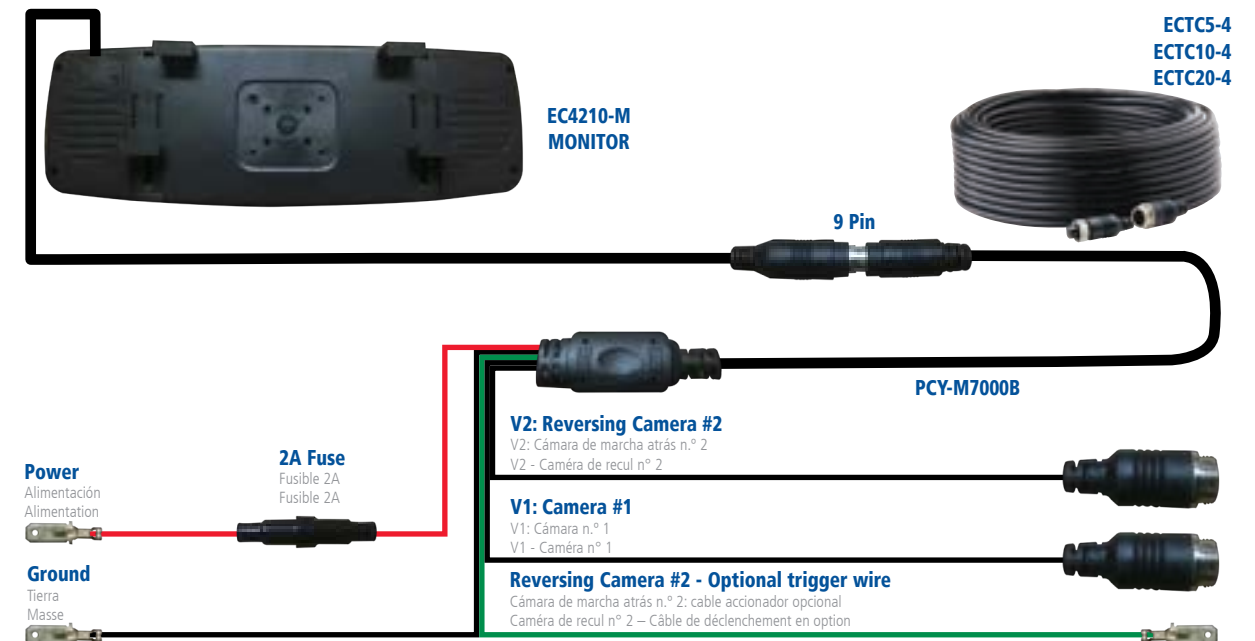 ECTC5-4
ECTC10-4
ECTC20-4
EC4210-M
MONITOR
9 Pin
PCY-M7000B
V2: Reversing Camera #2
V2: Cámara de marcha atrás n.º 2
V2 - Caméra de recul n° 2
2A Fuse
Fusible 2A
Fusible 2A
Power
Alimentación
Alimentation
V1: Camera #1
V1: Cámara n.º 1
V1 - Caméra n° 1
Ground
Tierra
Masse
Reversing Camera #2 - Optional trigger wire
Cámara de marcha atrás n.º 2: cable accionador opcional
Caméra de recul n° 2 – Câble de déclenchement en option